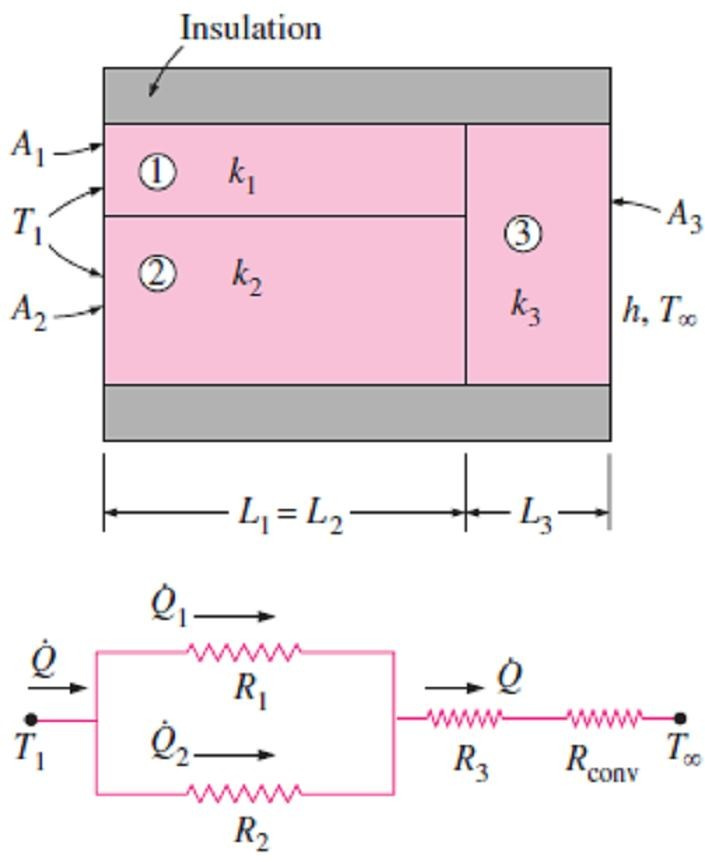 Insulation
A₁
① k₁
T₁
③
A₃
② k₂
A₂
k₃
h, T∞
L₁ = L₂
L₃
Q̇₁
Q̇
R₁
Q̇
T₁
Q̇₂
R₃
Rconv
T∞
R₂